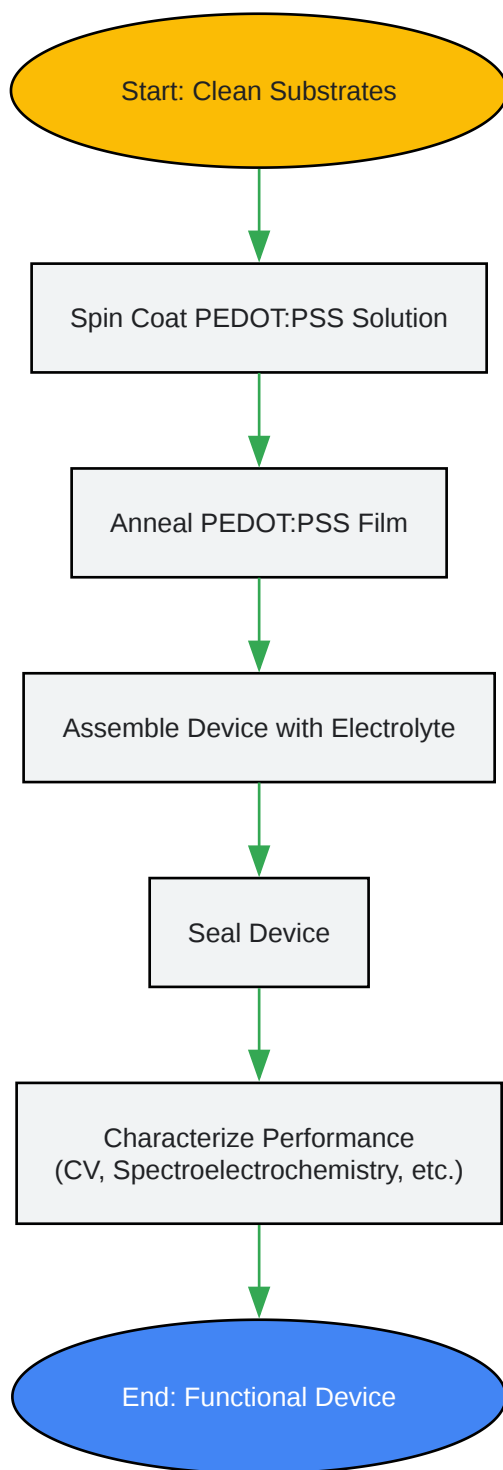 Start: Clean Substrates
Spin Coat PEDOT:PSS Solution
Anneal PEDOT:PSS Film
Assemble Device with Electrolyte
Seal Device
Characterize Performance
(CV, Spectroelectrochemistry, etc.)
End: Functional Device